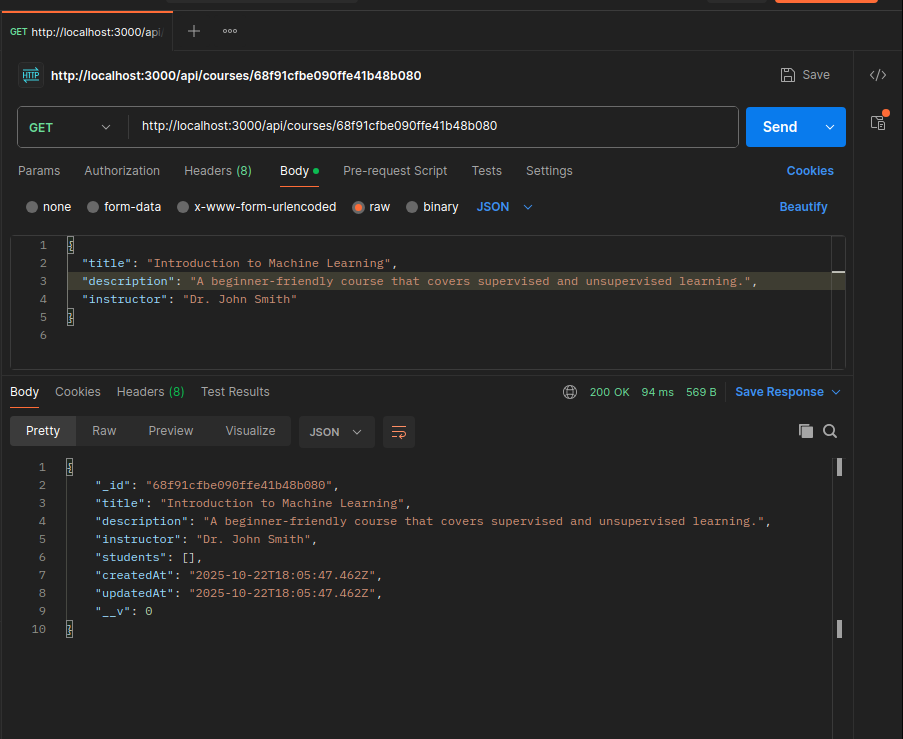 GET http://localhost:3000/api/
HTTP http://localhost:3000/api/courses/68f91cfbe090ffe41b48b080 Save
GET http://localhost:3000/api/courses/68f91cfbe090ffe41b48b080 Send
Params Authorization Headers (8) Body Pre-request Script Tests Settings Cookies
none form-data x-www-form-urlencoded raw binary JSON Beautify
1 {
2 "title": "Introduction to Machine Learning",
3 "description": "A beginner-friendly course that covers supervised and unsupervised learning.",
4 "instructor": "Dr. John Smith"
5 }
6
Body Cookies Headers (8) Test Results 200 OK 94 ms 569 B Save Response
Pretty Raw Preview Visualize JSON
1 {
2 "_id": "68f91cfbe090ffe41b48b080",
3 "title": "Introduction to Machine Learning",
4 "description": "A beginner-friendly course that covers supervised and unsupervised learning.",
5 "instructor": "Dr. John Smith",
6 "students": [],
7 "createdAt": "2025-10-22T18:05:47.462Z",
8 "updatedAt": "2025-10-22T18:05:47.462Z",
9 "__v": 0
10 }